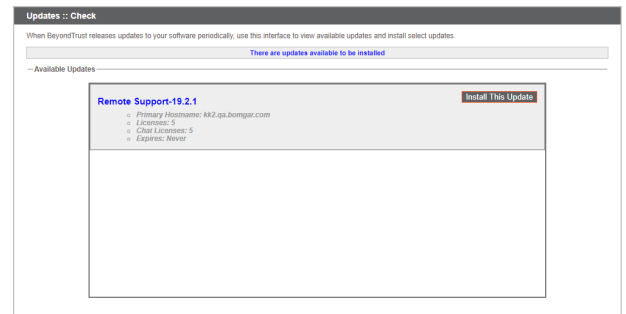 Updates :: Check
When BeyondTrust releases updates to your software periodically, use this interface to view available updates and install select updates.
There are updates available to be installed
Available Updates
Remote Support-19.2.1
Install This Update
Primary Hostname: kk2.qa.bomgar.com
Licenses: 5
Chat Licenses: 5
Expires: Never